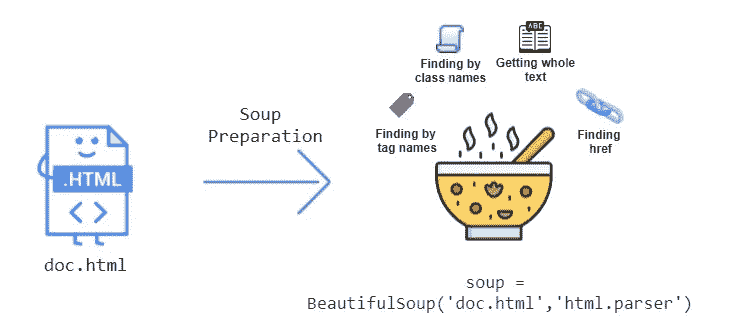 ABC
Finding by
class names
Getting whole
text
Finding by
tag names
Finding
href
Soup
Preparation
.HTML
doc.html
soup =
BeautifulSoup('doc.html','html.parser')